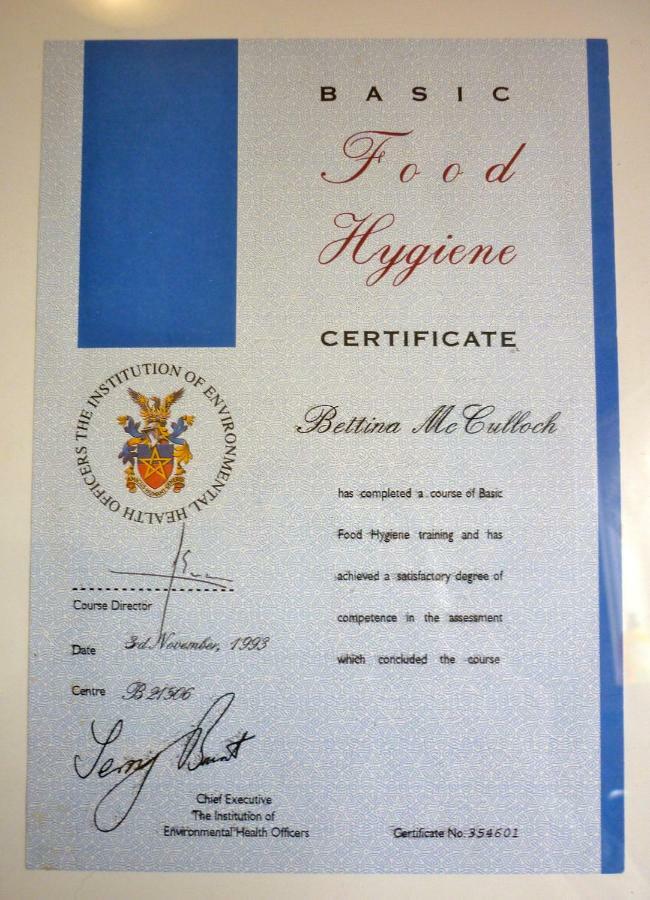 BASIC
Food
Hygiene
CERTIFICATE
Bettina McCulloch
has completed a course of Basic
Food Hygiene training and has
achieved a satisfactory degree of
competence in the assessment
which concluded the course
THE INSTITUTION OF ENVIRONMENTAL HEALTH OFFICERS
Course Director
Date 3rd November, 1993
Centre B21506
Chief Executive
The Institution of
Environmental Health Officers
Certificate No. 354601